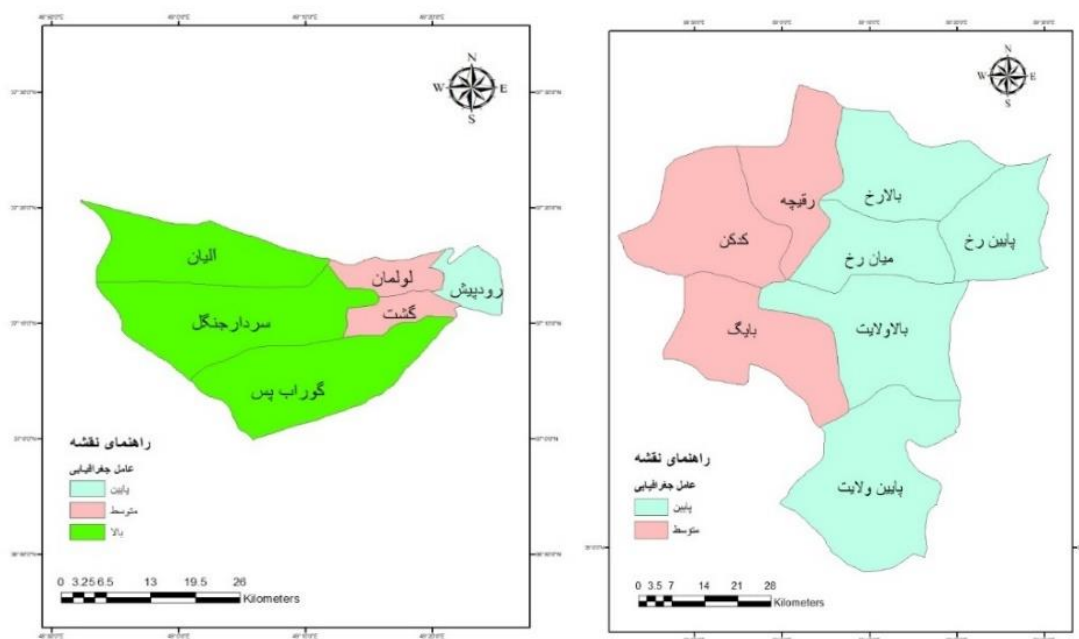 N
W E
S
الیان
لولمان
رودپیش
سردارجنگل
گشت
گوراب پس
راهنمای نقشه
عامل جغرافیایی
پایین
متوسط
بالا
0 3.25 6.5 13 19.5 26
Kilometers
N
W E
S
بالارخ
رقیچه
پایین رخ
کدکن
میان رخ
بالاولایت
بایگ
پایین ولایت
راهنمای نقشه
عامل جغرافیایی
پایین
متوسط
0 3.5 7 14 21 28
Kilometers